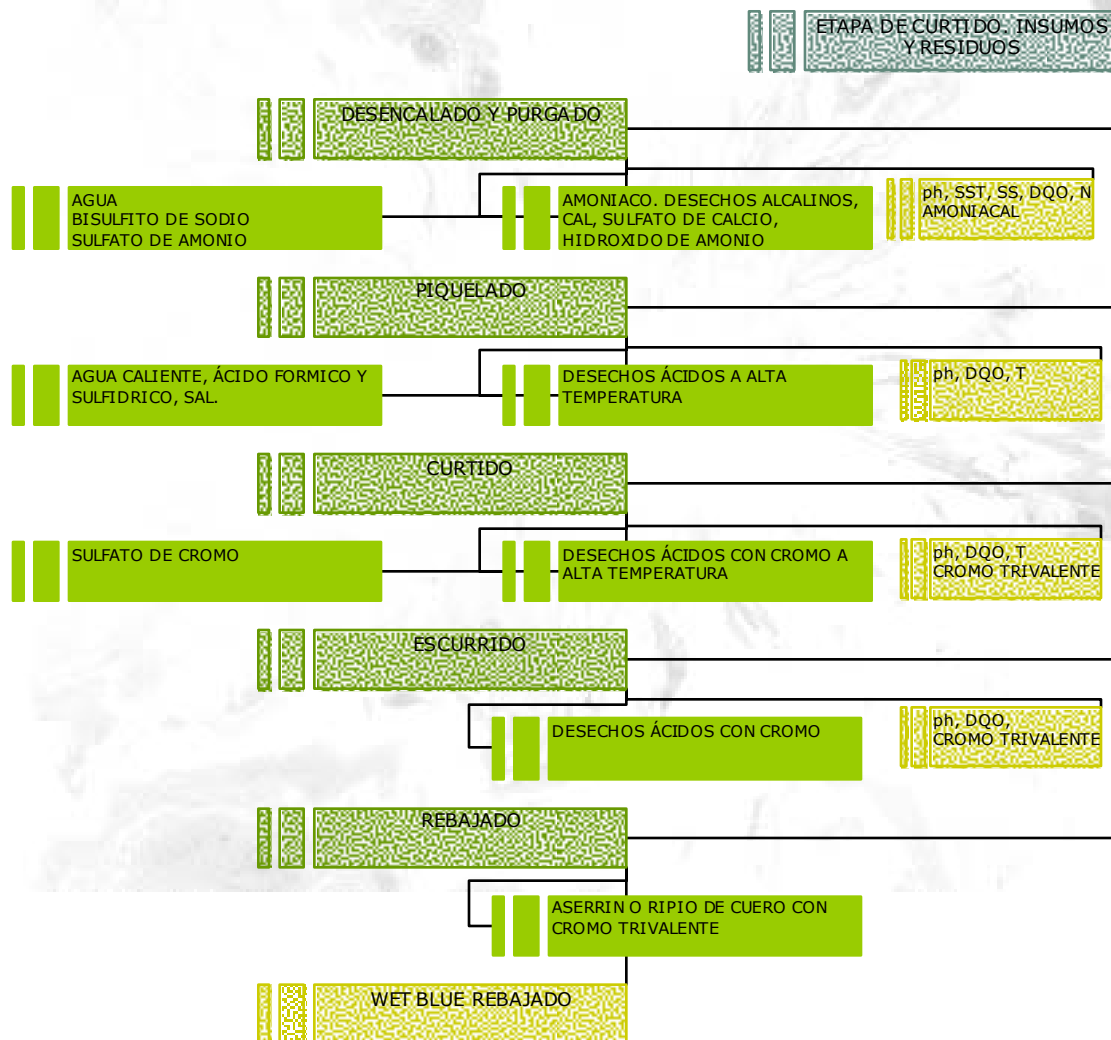 ETAPA DE CURTIDO. INSUMOS
Y RESIDUOS
DESENCALADO Y PURGADO
AGUA
BISULFITO DE SODIO
SULFATO DE AMONIO
AMONIACO. DESECHOS ALCALINOS,
CAL, SULFATO DE CALCIO,
HIDROXIDO DE AMONIO
ph, SST, SS, DQO, N
AMONIACAL
PIQUELADO
AGUA CALIENTE, ÁCIDO FORMICO Y
SULFIDRICO, SAL.
DESECHOS ÁCIDOS A ALTA
TEMPERATURA
ph, DQO, T
CURTIDO
SULFATO DE CROMO
DESECHOS ÁCIDOS CON CROMO A
ALTA TEMPERATURA
ph, DQO, T
CROMO TRIVALENTE
ESCURRIDO
DESECHOS ÁCIDOS CON CROMO
ph, DQO,
CROMO TRIVALENTE
REBAJADO
ASERRIN O RIPIO DE CUERO CON
CROMO TRIVALENTE
WET BLUE REBAJADO